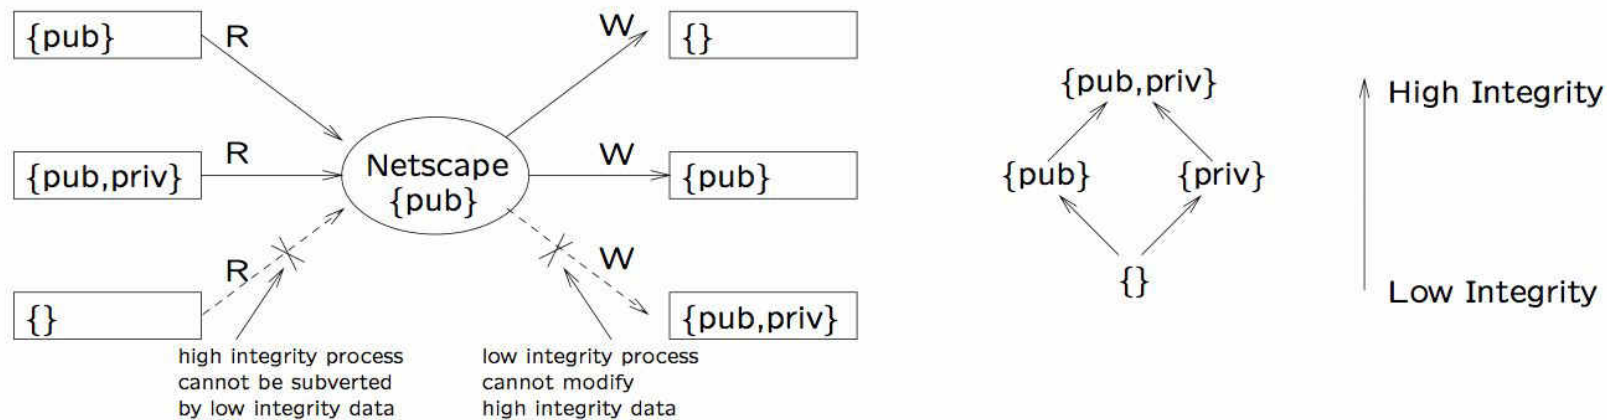 {pub}
R
W
{}
{pub,priv}
R
Netscape
{pub}
W
{pub}
{}
R
W
{pub,priv}
high integrity process
cannot be subverted
by low integrity data
low integrity process
cannot modify
high integrity data
{pub,priv}
{pub}
{priv}
{}
High Integrity
Low Integrity